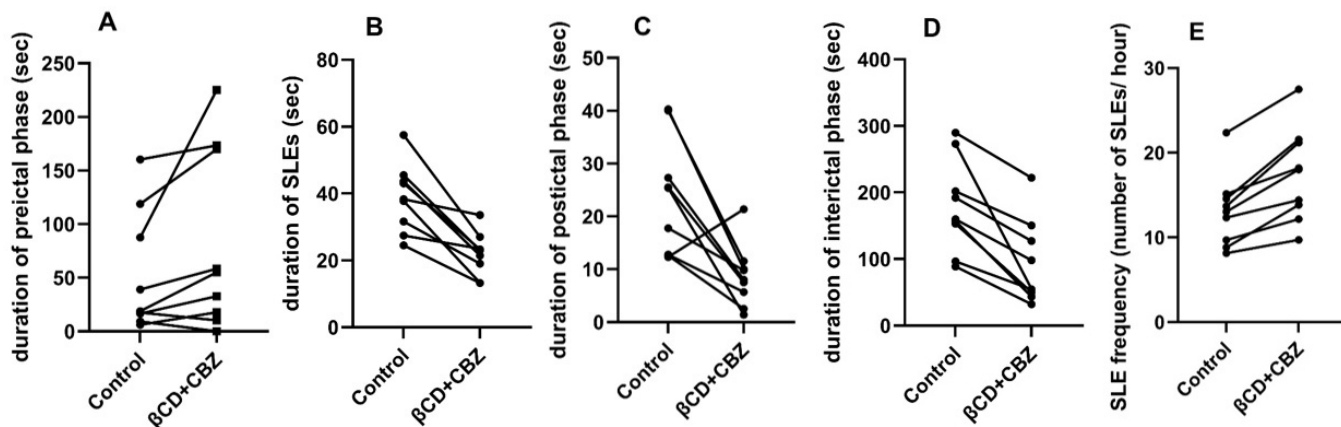 A
duration of preictal phase (sec)
250
200
150
100
50
0
Control
βCD+CBZ
B
duration of SLEs (sec)
80
60
40
20
0
Control
βCD+CBZ
C
duration of postictal phase (sec)
50
40
30
20
10
0
Control
βCD+CBZ
D
duration of interictal phase (sec)
400
300
200
100
0
Control
βCD+CBZ
E
SLE frequency (number of SLEs/ hour)
30
20
10
0
Control
βCD+CBZ